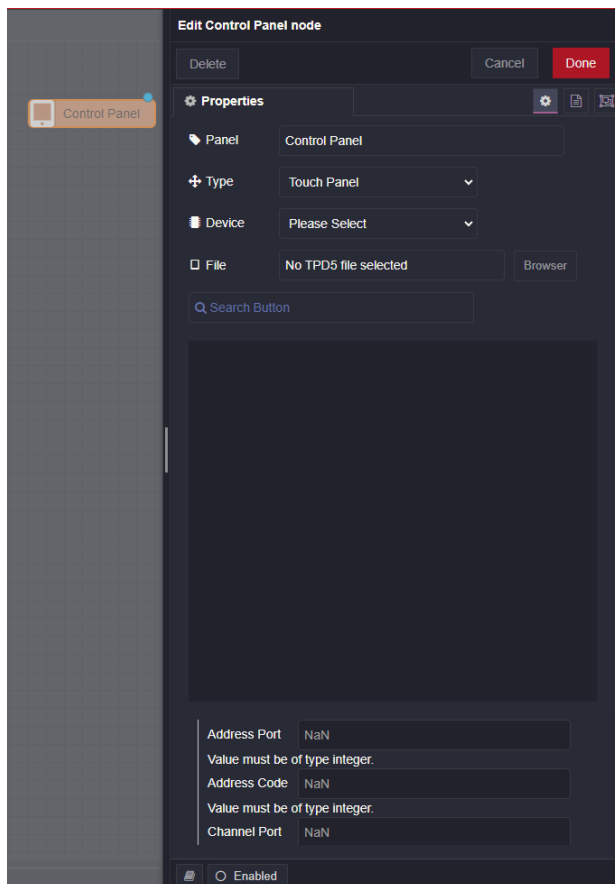 Edit Control Panel node
Delete
Cancel
Done
Properties
Control Panel
Panel
Control Panel
Type
Touch Panel
Device
Please Select
File
No TPD5 file selected
Browser
Search Button
Address Port
NaN
Value must be of type integer.
Address Code
NaN
Value must be of type integer.
Channel Port
NaN
Enabled